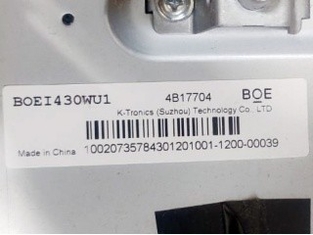 BOEI430WU1 4B17704 BOE
K-Tronics (Suzhou) Technology Co., LTD
Made in China 10020735784301201001-1200-00039